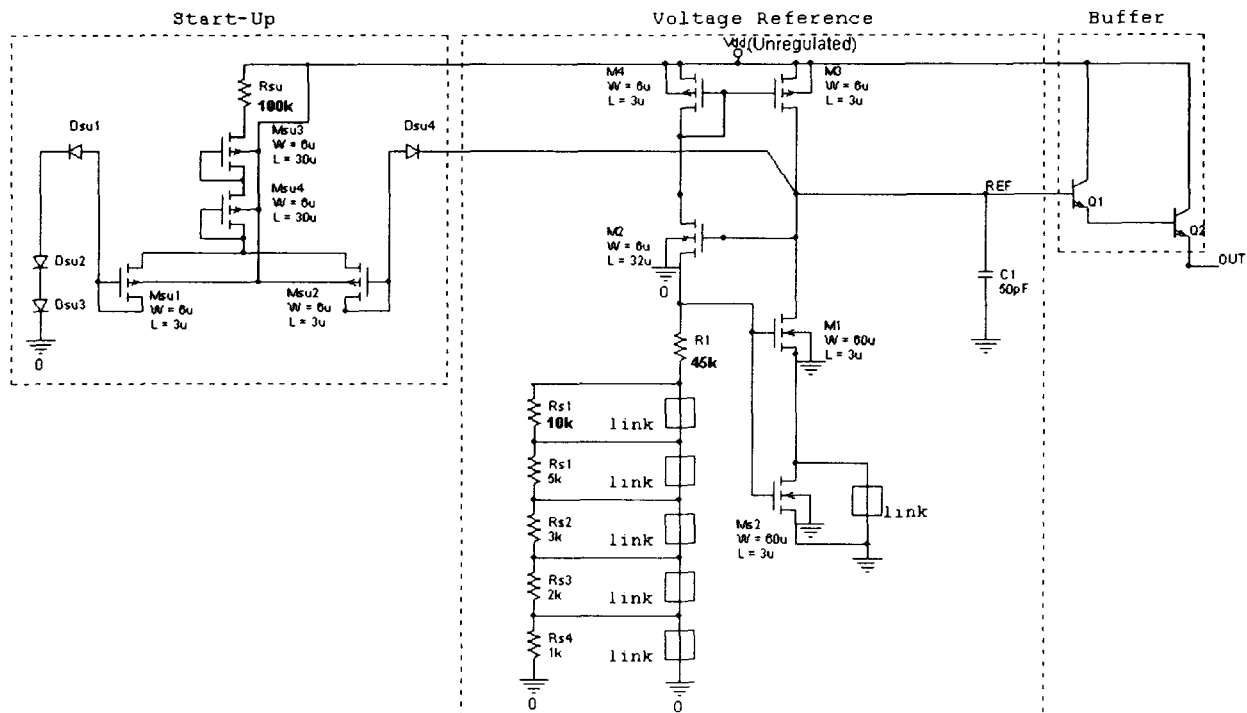 Start-Up
Voltage Reference
Buffer
Vdd(Unregulated)
Rsu
100k
M4
W = 6u
L = 3u
M3
W = 6u
L = 3u
Dsu1
Msu3
W = 6u
L = 30u
Dsu4
Msu4
W = 6u
L = 30u
REF
Q1
Q2
OUT
M2
W = 6u
L = 32u
0
Dsu2
Dsu3
0
Msu1
W = 6u
L = 3u
Msu2
W = 6u
L = 3u
C1
50pF
R1
45k
M1
W = 60u
L = 3u
Rs1
10k
link
Rs1
5k
link
Rs2
3k
link
Ms2
W = 60u
L = 3u
link
Rs3
2k
link
Rs4
1k
link
0
0